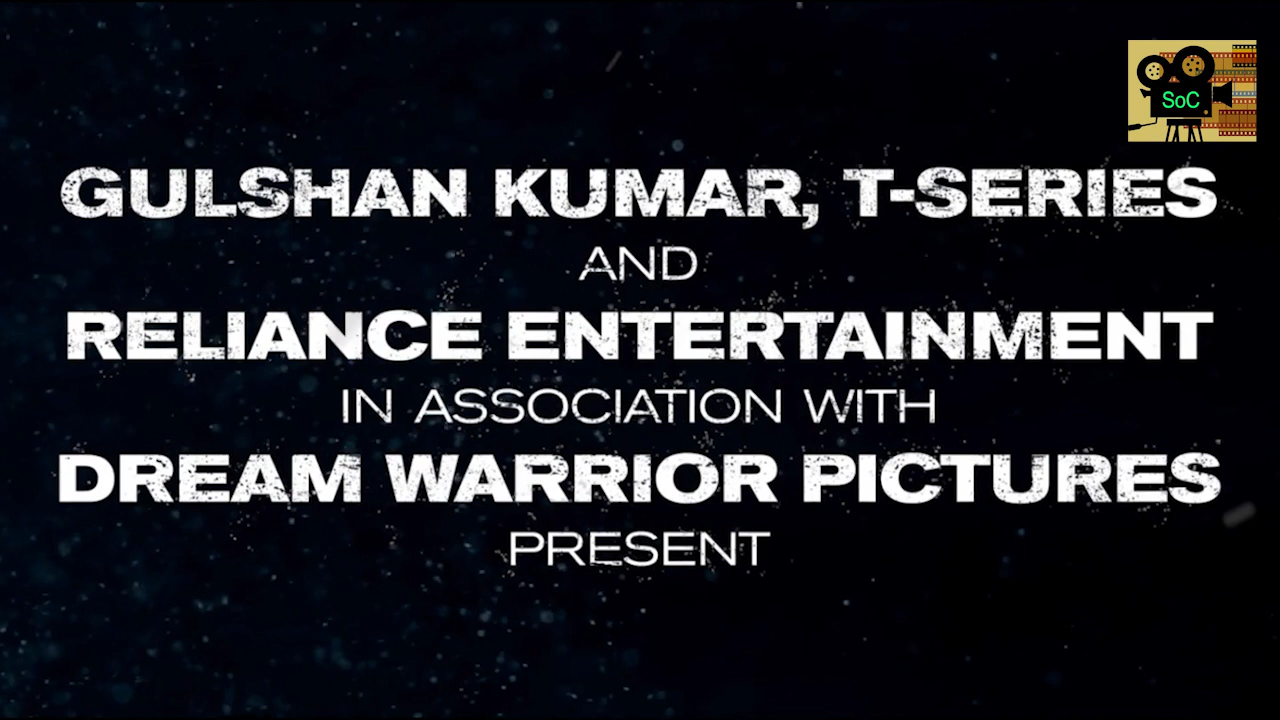 SoC
GULSHAN KUMAR, T-SERIES
AND
RELIANCE ENTERTAINMENT
IN ASSOCIATION WITH
DREAM WARRIOR PICTURES
PRESENT